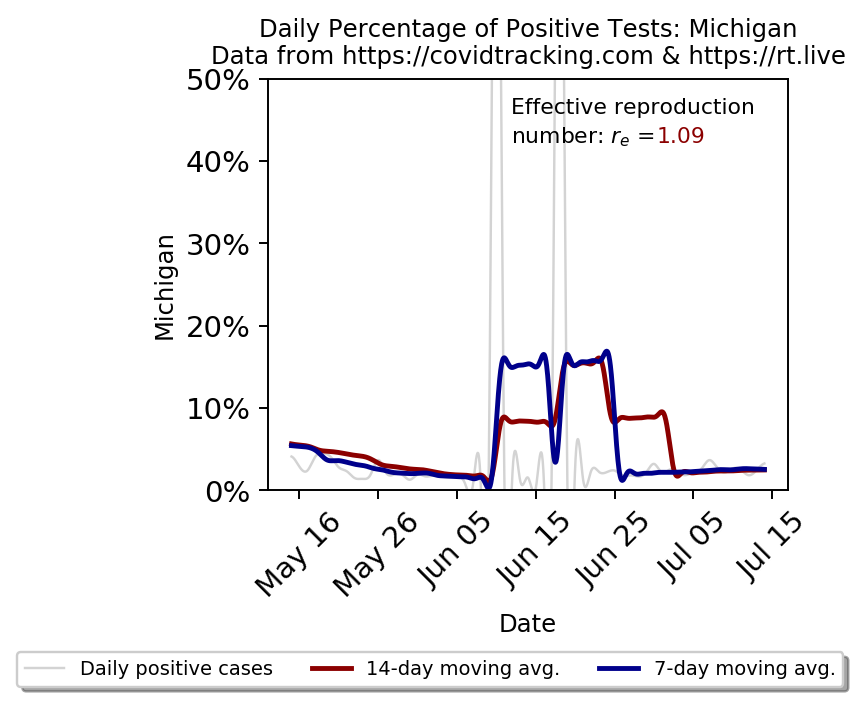 Daily Percentage of Positive Tests: Michigan
Data from https://covidtracking.com & https://rt.live
50%
Effective reproduction
number: rₑ =1.09
40%
30%
Michigan
20%
10%
0%
May 16
May 26
Jun 05
Jun 15
Jun 25
Jul 05
Jul 15
Date
Daily positive cases
14-day moving avg.
7-day moving avg.